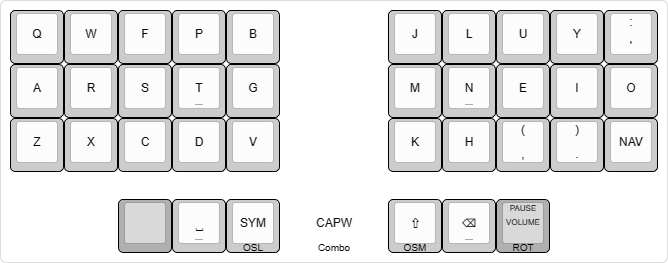 Q W F P B J L U Y :
'
A R S T G M N E I O
Z X C D V K H ( ) NAV
, .
PAUSE
␣ SYM CAPW ⇧ ⌫ VOLUME
OSL Combo OSM ROT